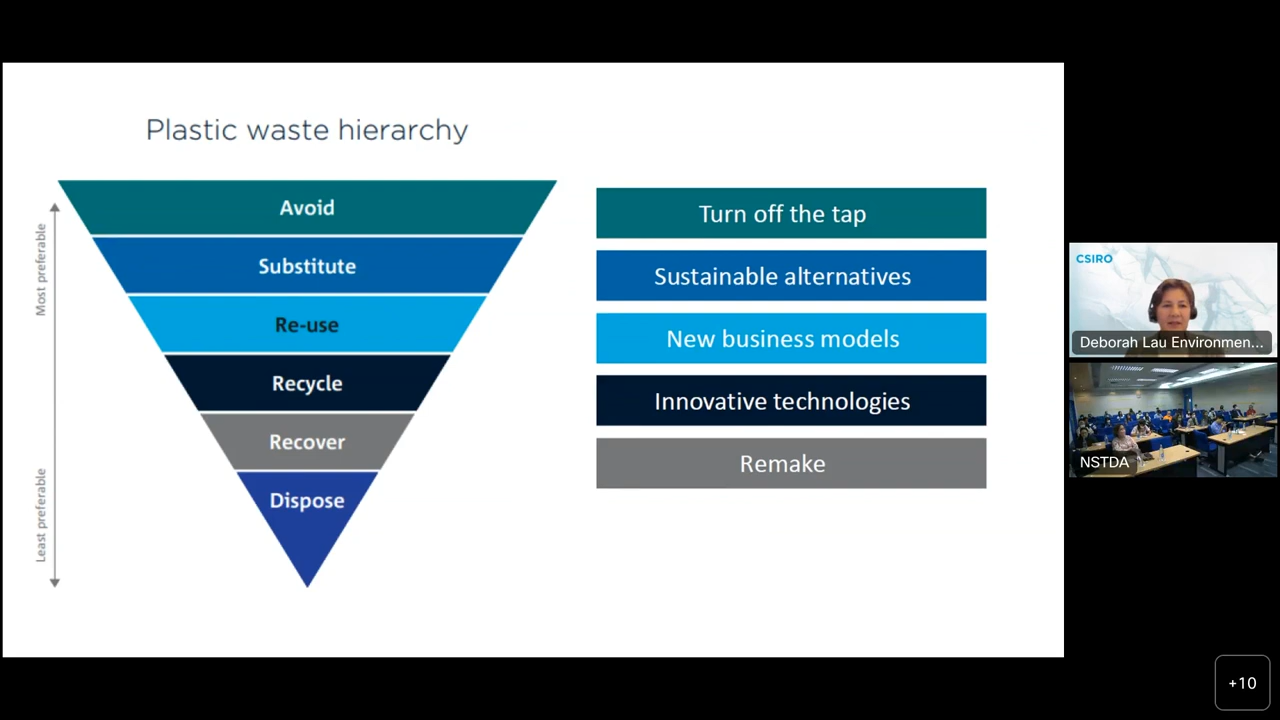 Plastic waste hierarchy
Most preferable
Least preferable
Avoid
Substitute
Re-use
Recycle
Recover
Dispose
Turn off the tap
Sustainable alternatives
New business models
Innovative technologies
Remake
CSIRO
Deborah Lau Environmen...
NSTDA
+10